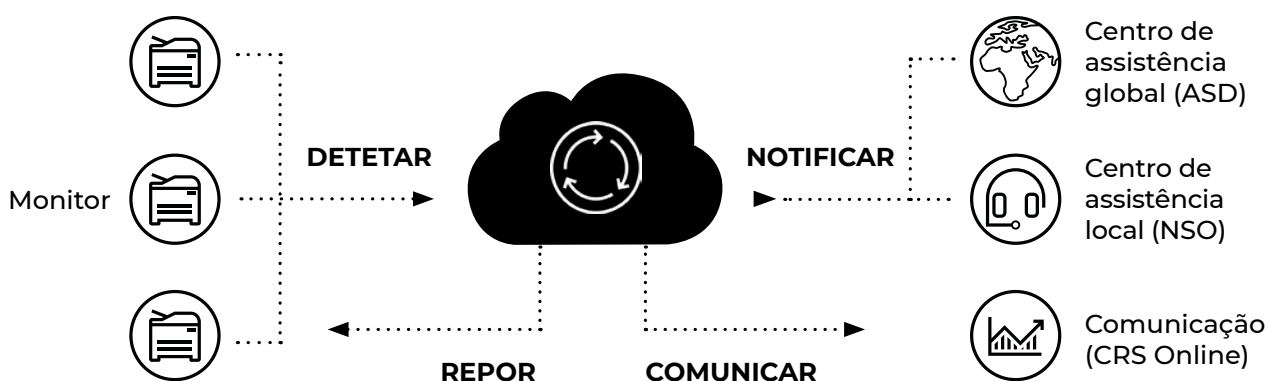 Monitor
DETETAR
REPOR
COMUNICAR
NOTIFICAR
Centro de
assistência
global (ASD)
Centro de
assistência
local (NSO)
Comunicação
(CRS Online)